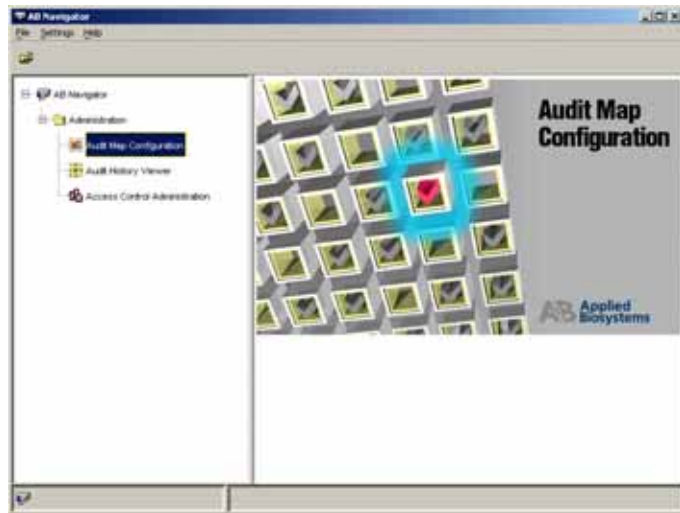 AB Navigator
File Settings Help
AB Navigator
Administration
Audit Map Configuration
Audit History Viewer
Access Control Administration
Audit Map
Configuration
AB Applied
Biosystems